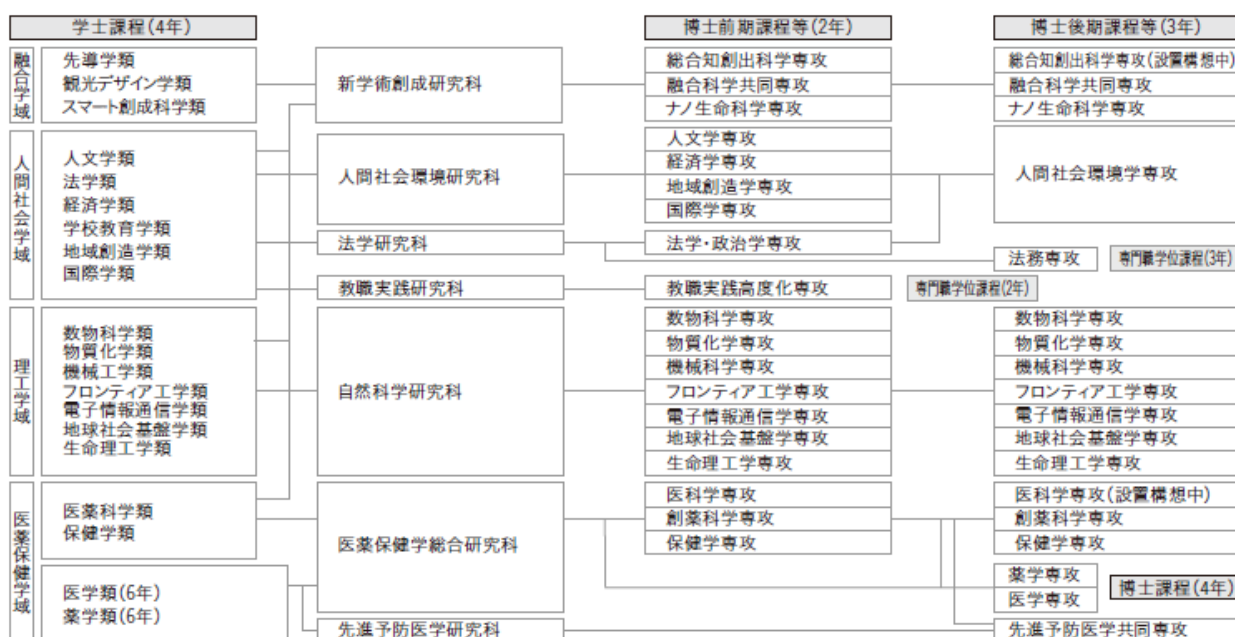 学士課程(4年)
博士前期課程等(2年)
博士後期課程等(3年)
融合学域
先導学類
観光デザイン学類
スマート創成科学類
新学術創成研究科
総合知創出科学専攻
融合科学共同専攻
ナノ生命科学専攻
総合知創出科学専攻(設置構想中)
融合科学共同専攻
ナノ生命科学専攻
人間社会学域
人文学類
法学類
経済学類
学校教育学類
地域創造学類
国際学類
人間社会環境研究科
人文学専攻
経済学専攻
地域創造学専攻
国際学専攻
人間社会環境学専攻
法学研究科
法学・政治学専攻
法務専攻
専門職学位課程(3年)
教職実践研究科
教職実践高度化専攻
専門職学位課程(2年)
理工学域
数物科学類
物質化学類
機械工学類
フロンティア工学類
電子情報通信学類
地球社会基盤学類
生命理工学類
自然科学研究科
数物科学専攻
物質化学専攻
機械科学専攻
フロンティア工学専攻
電子情報通信学専攻
地球社会基盤学専攻
生命理工学専攻
数物科学専攻
物質化学専攻
機械科学専攻
フロンティア工学専攻
電子情報通信学専攻
地球社会基盤学専攻
生命理工学専攻
医薬保健学域
医薬科学類
保健学類
医学類(6年)
薬学類(6年)
医薬保健学総合研究科
医科学専攻
創薬科学専攻
保健学専攻
医科学専攻(設置構想中)
創薬科学専攻
保健学専攻
薬学専攻
医学専攻
博士課程(4年)
先進予防医学研究科
先進予防医学共同専攻